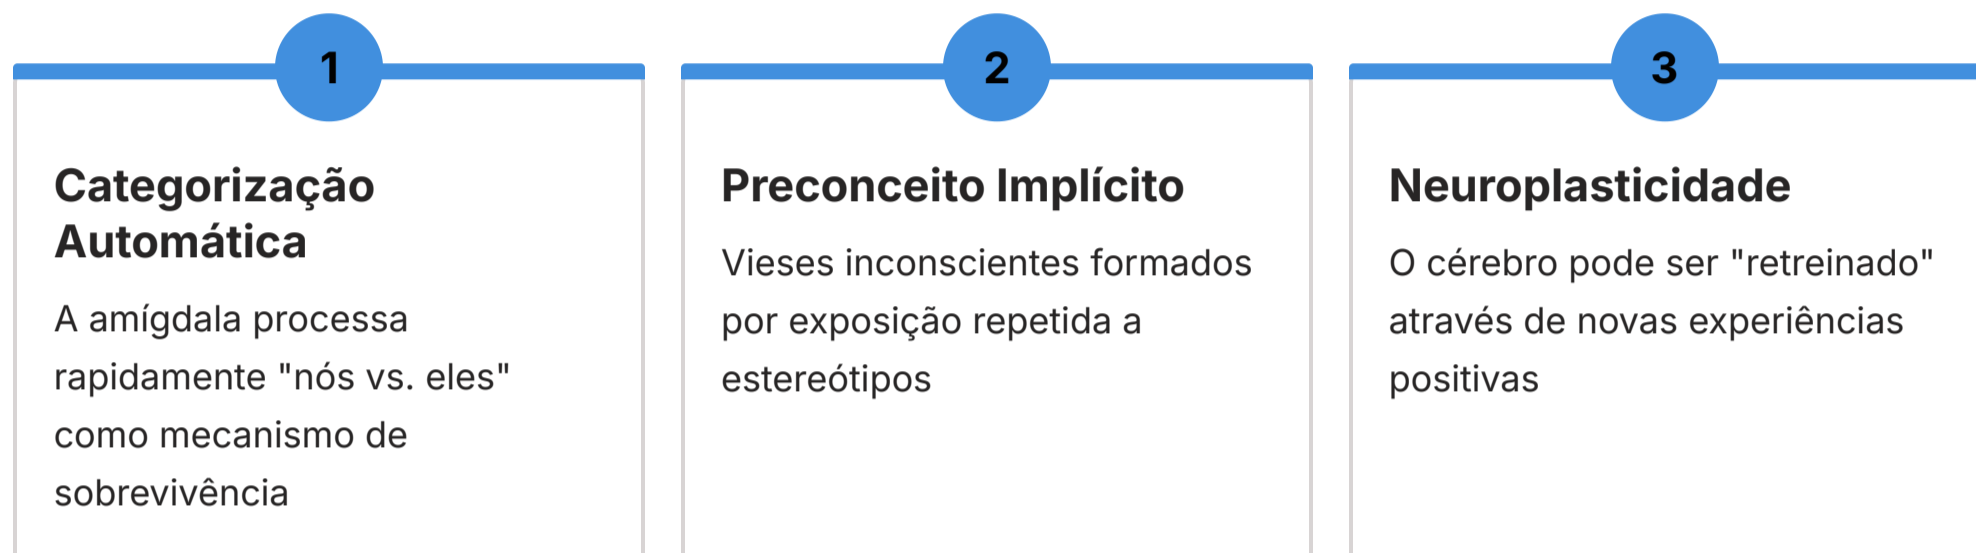 1
Categorização
Automática
A amígdala processa
rapidamente "nós vs. eles"
como mecanismo de
sobrevivência
2
Preconceito Implícito
Vieses inconscientes formados
por exposição repetida a
estereótipos
3
Neuroplasticidade
O cérebro pode ser "retreinado"
através de novas experiências
positivas